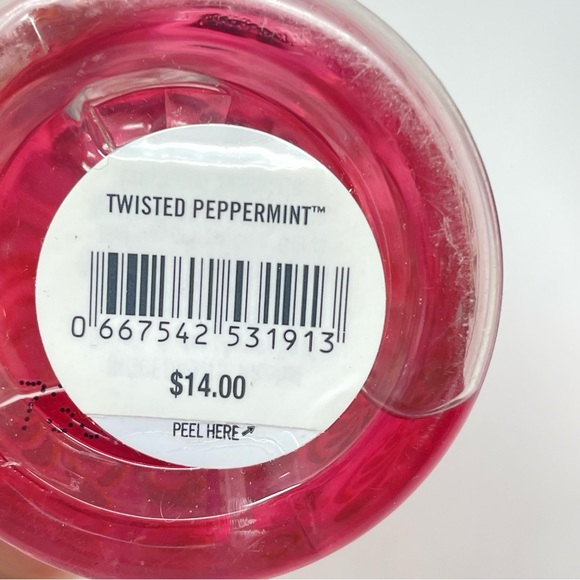 TWISTED PEPPERMINT™
0 667542 531913
$14.00
PEEL HERE